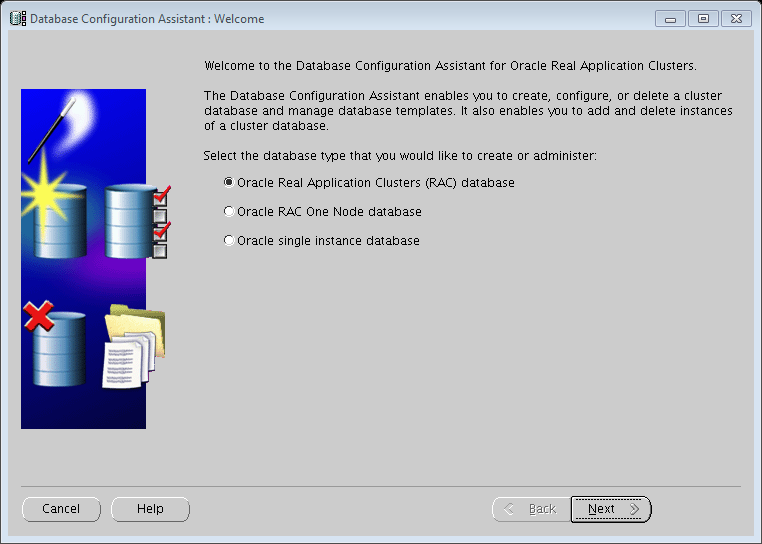 Database Configuration Assistant : Welcome
Welcome to the Database Configuration Assistant for Oracle Real Application Clusters.
The Database Configuration Assistant enables you to create, configure, or delete a cluster
database and manage database templates. It also enables you to add and delete instances
of a cluster database.
Select the database type that you would like to create or administer:
Oracle Real Application Clusters (RAC) database
Oracle RAC One Node database
Oracle single instance database
Cancel
Help
Back
Next